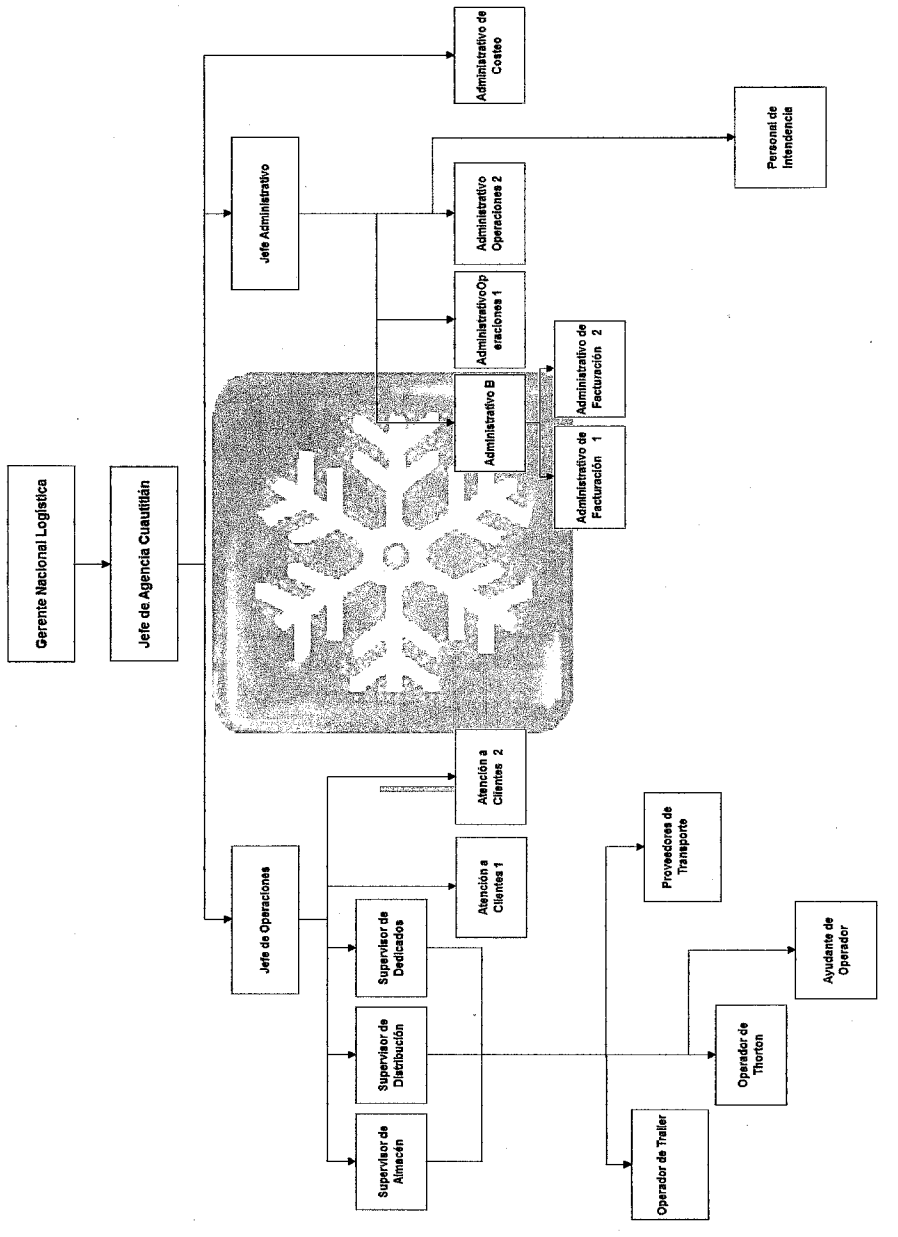 Gerente Nacional Logística
Jefe de Agencia Cuautitlán
Jefe de Operaciones
Jefe Administrativo
Administrativo de
Costeo
Supervisor de
Almacén
Supervisor de
Distribución
Supervisor de
Dedicados
Atención a
Clientes 1
Atención a
Clientes 2
Administrativo B
AdministrativoOp
eraciones 1
Administrativo
Operaciones 2
Administrativo de
Facturación 1
Administrativo de
Facturación 2
Personal de
Intendencia
Operador de Trailer
Operador de
Thorton
Ayudante de
Operador
Proveedores de
Transporte